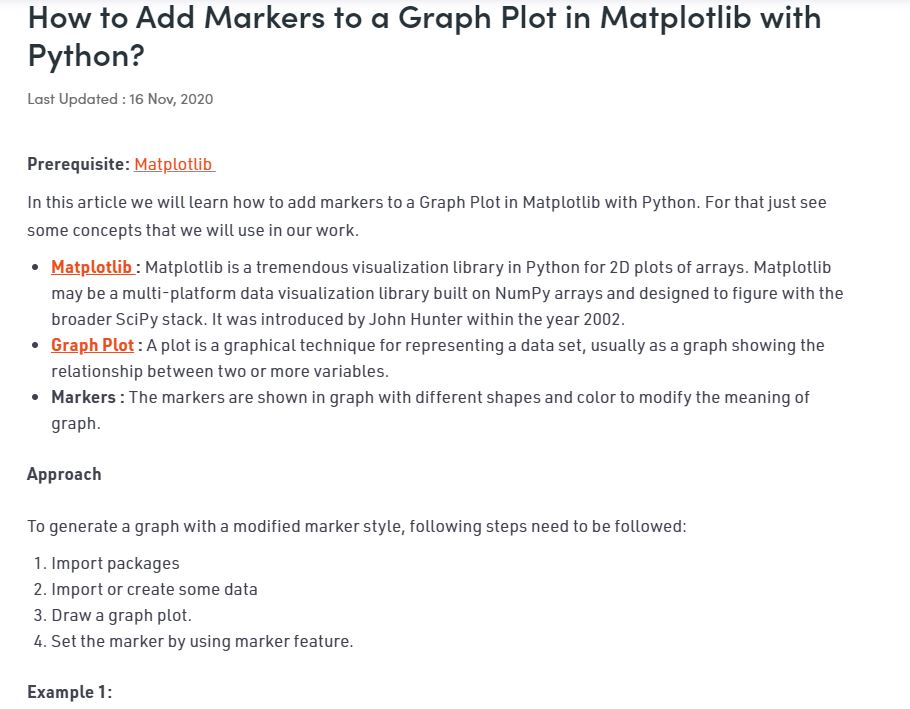 How to Add Markers to a Graph Plot in Matplotlib with
Python?
Last Updated : 16 Nov, 2020
Prerequisite: Matplotlib
In this article we will learn how to add markers to a Graph Plot in Matplotlib with Python. For that just see
some concepts that we will use in our work.
• Matplotlib : Matplotlib is a tremendous visualization library in Python for 2D plots of arrays. Matplotlib
may be a multi-platform data visualization library built on NumPy arrays and designed to figure with the
broader SciPy stack. It was introduced by John Hunter within the year 2002.
• Graph Plot : A plot is a graphical technique for representing a data set, usually as a graph showing the
relationship between two or more variables.
• Markers : The markers are shown in graph with different shapes and color to modify the meaning of
graph.
Approach
To generate a graph with a modified marker style, following steps need to be followed:
1. Import packages
2. Import or create some data
3. Draw a graph plot.
4. Set the marker by using marker feature.
Example 1: